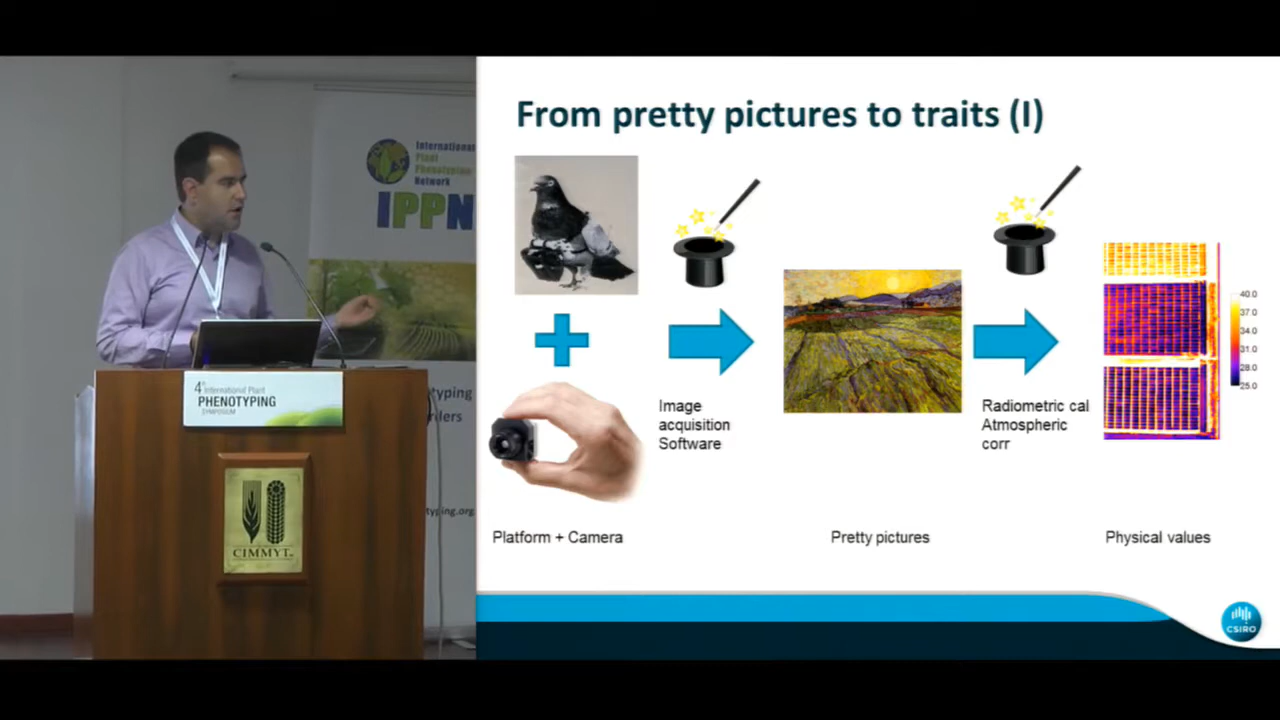 International
Plant
Phenotyping
Network
IPPN
4th International Plant
PHENOTYPING
SYMPOSIUM
CIMMYT
typing.org
From pretty pictures to traits (I)
Image
acquisition
Software
Radiometric cal
Atmospheric
corr
40.0
37.0
34.0
31.0
28.0
25.0
Platform + Camera
Pretty pictures
Physical values
CSIRO